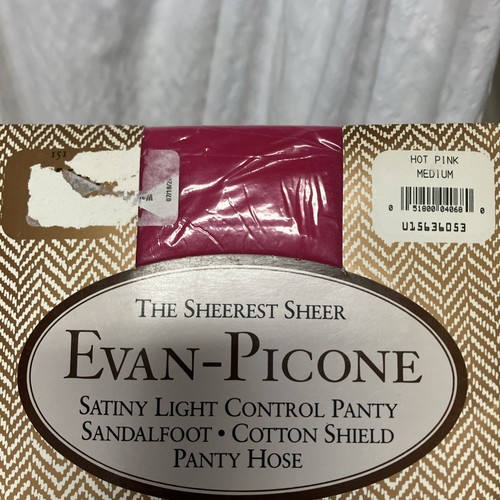 151
HOT PINK
MEDIUM
0 51800 04068 0
U15636053
THE SHEEREST SHEER
EVAN-PICONE
SATINY LIGHT CONTROL PANTY
SANDALFOOT • COTTON SHIELD
PANTY HOSE